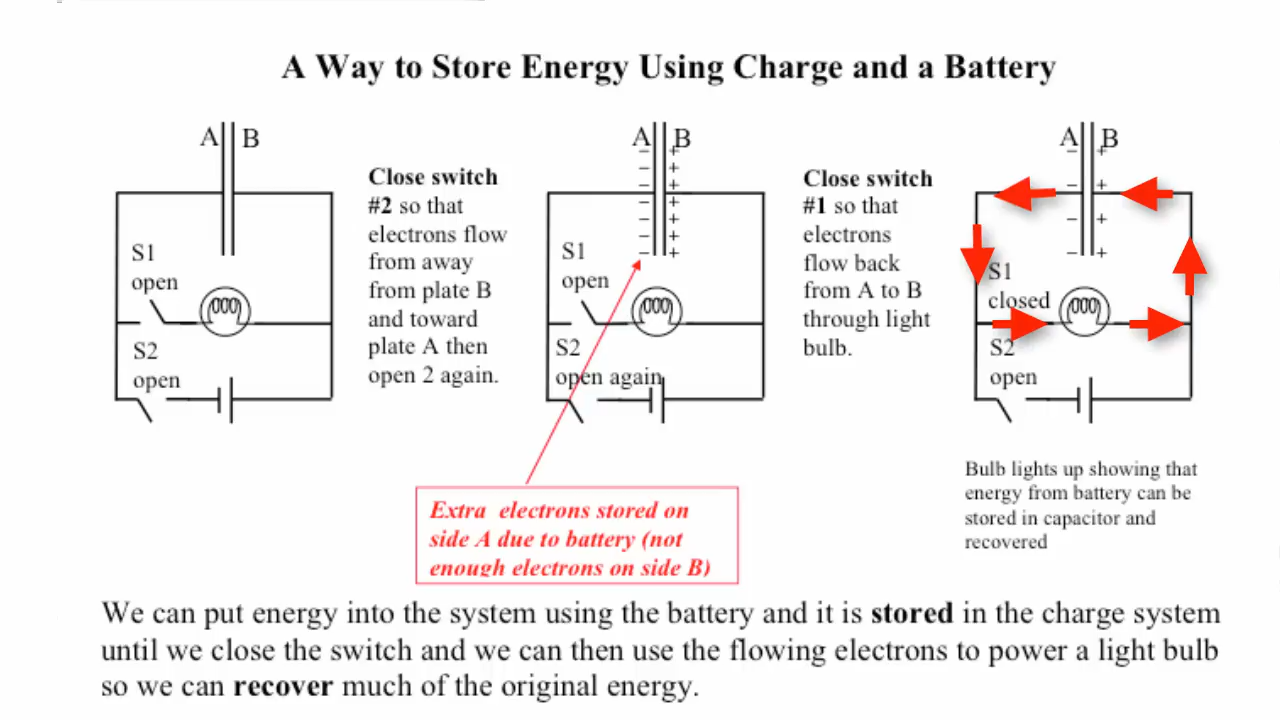 A Way to Store Energy Using Charge and a Battery
A B
S1
open
S2
open
Close switch
#2 so that
electrons flow
from away
from plate B
and toward
plate A then
open 2 again.
A B
− +
− +
− +
− +
− +
− +
− +
S1
open
S2
open again
Close switch
#1 so that
electrons
flow back
from A to B
through light
bulb.
A B
− +
− +
− +
− +
S1
closed
S2
open
Bulb lights up showing that
energy from battery can be
stored in capacitor and
recovered
Extra electrons stored on
side A due to battery (not
enough electrons on side B)
We can put energy into the system using the battery and it is stored in the charge system
until we close the switch and we can then use the flowing electrons to power a light bulb
so we can recover much of the original energy.